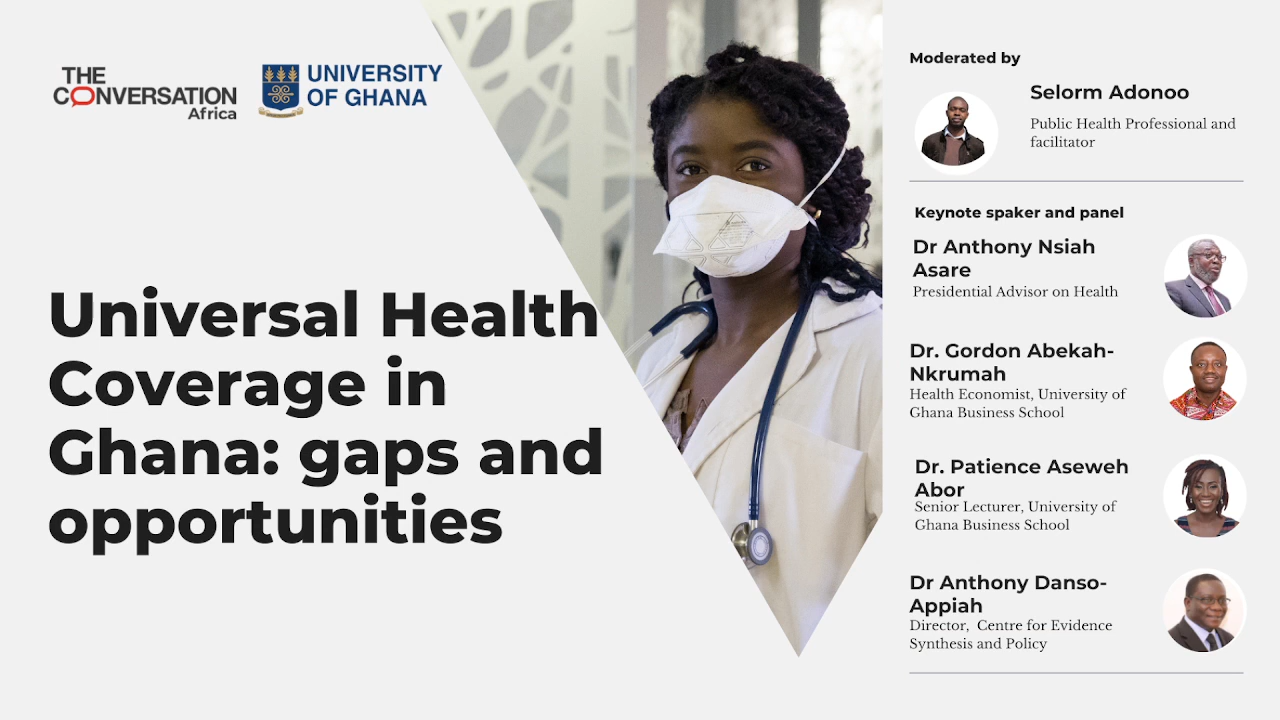 THE
CONVERSATION
Africa
UNIVERSITY
OF GHANA
Universal Health
Coverage in
Ghana: gaps and
opportunities
Moderated by
Selorm Adonoo
Public Health Professional and
facilitator
Keynote spaker and panel
Dr Anthony Nsiah
Asare
Presidential Advisor on Health
Dr. Gordon Abekah-
Nkrumah
Health Economist, University of
Ghana Business School
Dr. Patience Aseweh
Abor
Senior Lecturer, University of
Ghana Business School
Dr Anthony Danso-
Appiah
Director,  Centre for Evidence
Synthesis and Policy